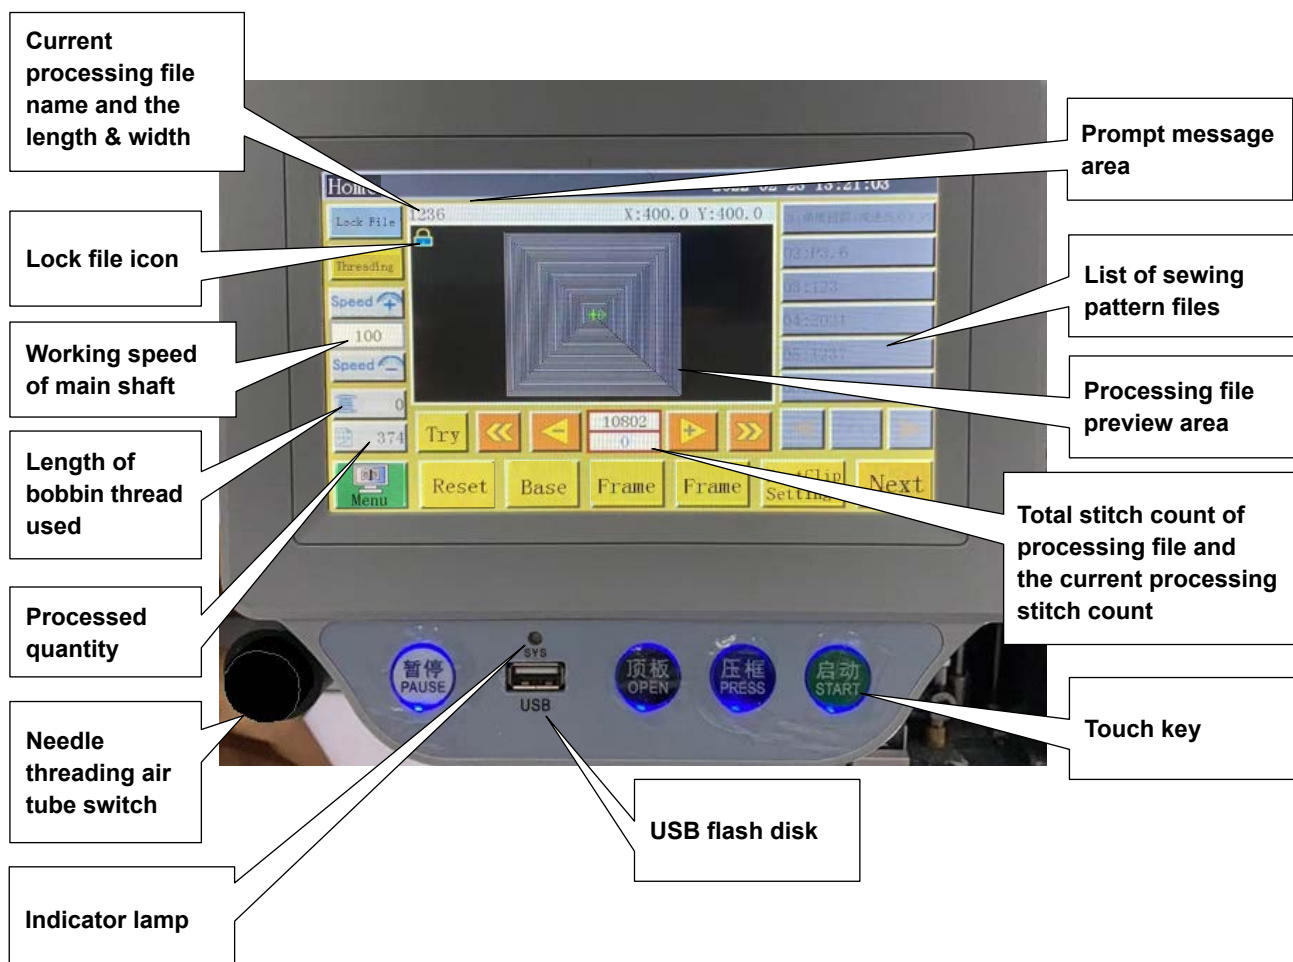 Current
processing file
name and the
length & width
Prompt message
area
Home
13:21:03
Lock File
1236
X:400.0 Y:400.0
Lock file icon
Threading
02:P3.6
List of sewing
pattern files
Speed
03:123
04:2021
Working speed
of main shaft
100
05:1237
Speed
Processing file
preview area
0
Length of
bobbin thread
used
374
Try
10802
0
Menu
Reset
Base
Frame
Frame
Clip
Setting
Next
Total stitch count of
processing file and
the current processing
stitch count
Processed
quantity
暂停
PAUSE
SYS
USB
顶板
OPEN
压框
PRESS
启动
START
Touch key
Needle
threading air
tube switch
USB flash disk
Indicator lamp